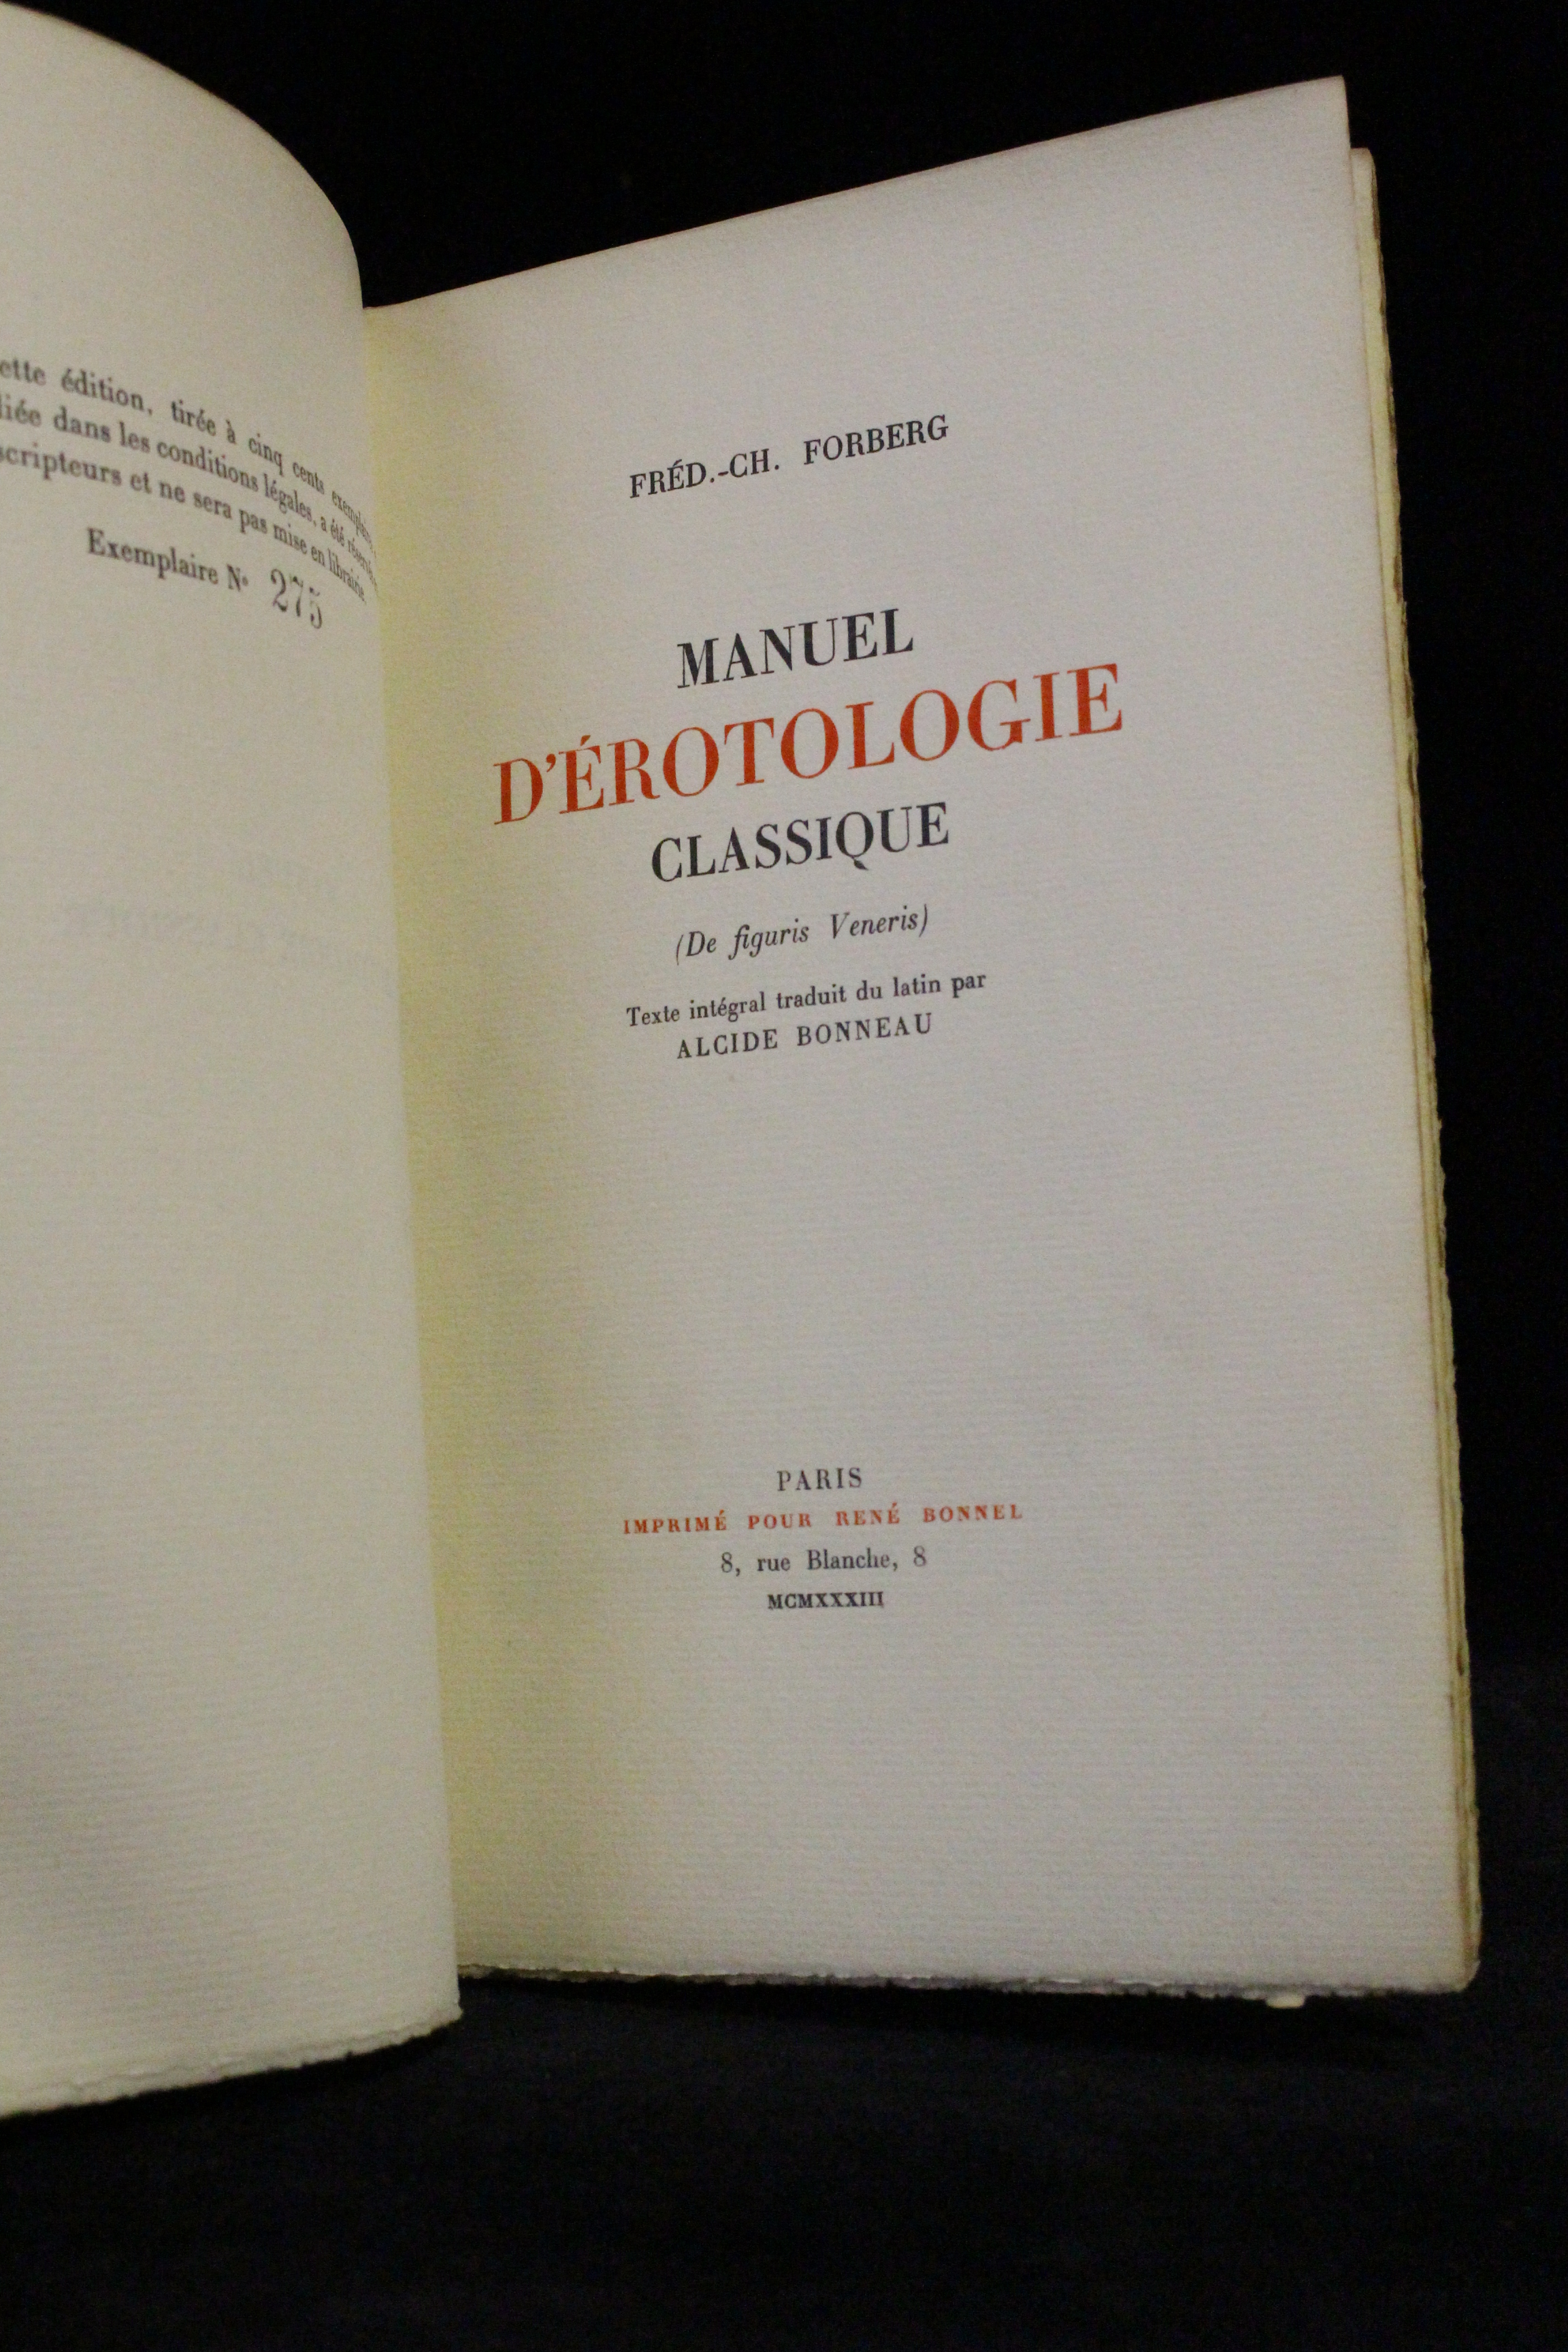 ette édition, tirée à cinq cents
liée dans les conditions légales, a été
scripteurs et ne sera pas mise en librairie.
Exemplaire N° 275
FRÉD.-CH. FORBERG
MANUEL
D'ÉROTOLOGIE
CLASSIQUE
(De figuris Veneris)
Texte intégral traduit du latin par
ALCIDE BONNEAU
PARIS
IMPRIMÉ POUR RENÉ BONNEL
8, rue Blanche, 8
MCMXXXIII